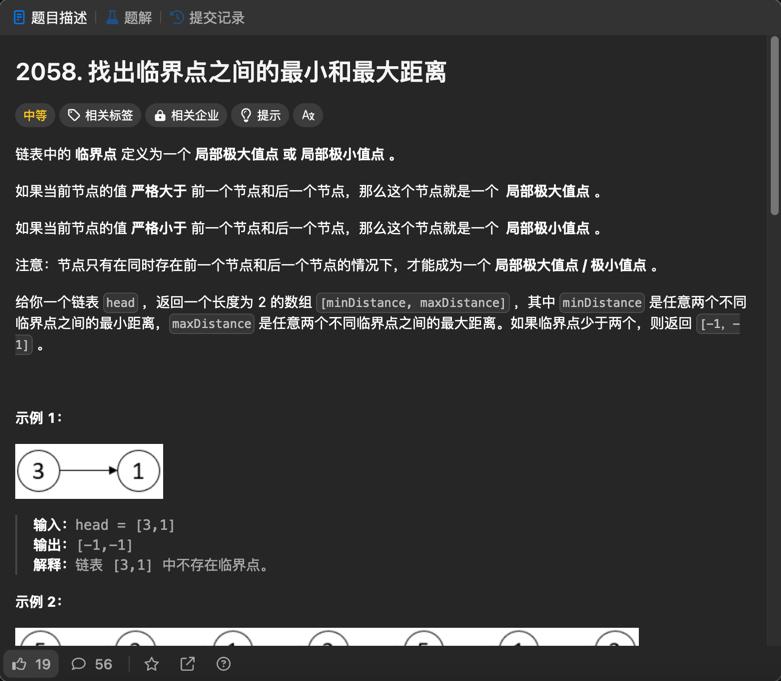 题目描述 | 题解 | 提交记录
2058. 找出临界点之间的最小和最大距离
中等 相关标签 相关企业 提示
链表中的 临界点 定义为一个 局部极大值点 或 局部极小值点 。
如果当前节点的值 严格大于 前一个节点和后一个节点，那么这个节点就是一个 局部极大值点 。
如果当前节点的值 严格小于 前一个节点和后一个节点，那么这个节点就是一个 局部极小值点 。
注意：节点只有在同时存在前一个节点和后一个节点的情况下，才能成为一个 局部极大值点 / 极小值点 。
给你一个链表 head ，返回一个长度为 2 的数组 [minDistance, maxDistance] ，其中 minDistance 是任意两个不同
临界点之间的最小距离，maxDistance 是任意两个不同临界点之间的最大距离。如果临界点少于两个，则返回 [-1, -
1] 。
示例 1：
3 1
输入：head = [3,1]
输出：[-1,-1]
解释：链表 [3,1] 中不存在临界点。
示例 2：
19 56